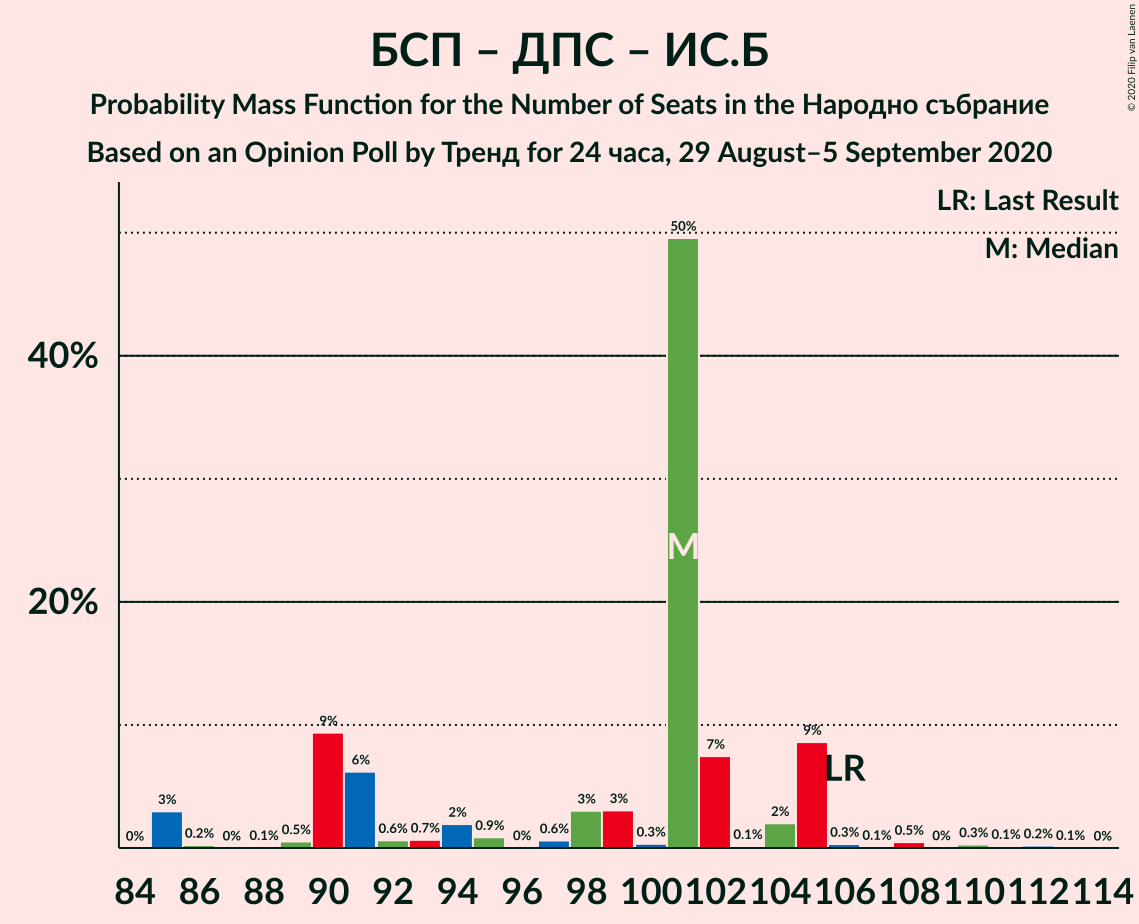 БСП – ДПС – ИС.Б
Probability Mass Function for the Number of Seats in the Народно събрание
Based on an Opinion Poll by Тренд for 24 часа, 29 August–5 September 2020
© 2020 Filip van Laenen
LR: Last Result
M: Median
40%
20%
0% 3% 0.2% 0% 0.1% 0.5% 9% 6% 0.6% 0.7% 2% 0.9% 0% 0.6% 3% 3% 0.3% 50% 7% 0.1% 2% 9% 0.3% 0.1% 0.5% 0% 0.3% 0.1% 0.2% 0.1% 0%
M
LR
84 86 88 90 92 94 96 98 100 102 104 106 108 110 112 114